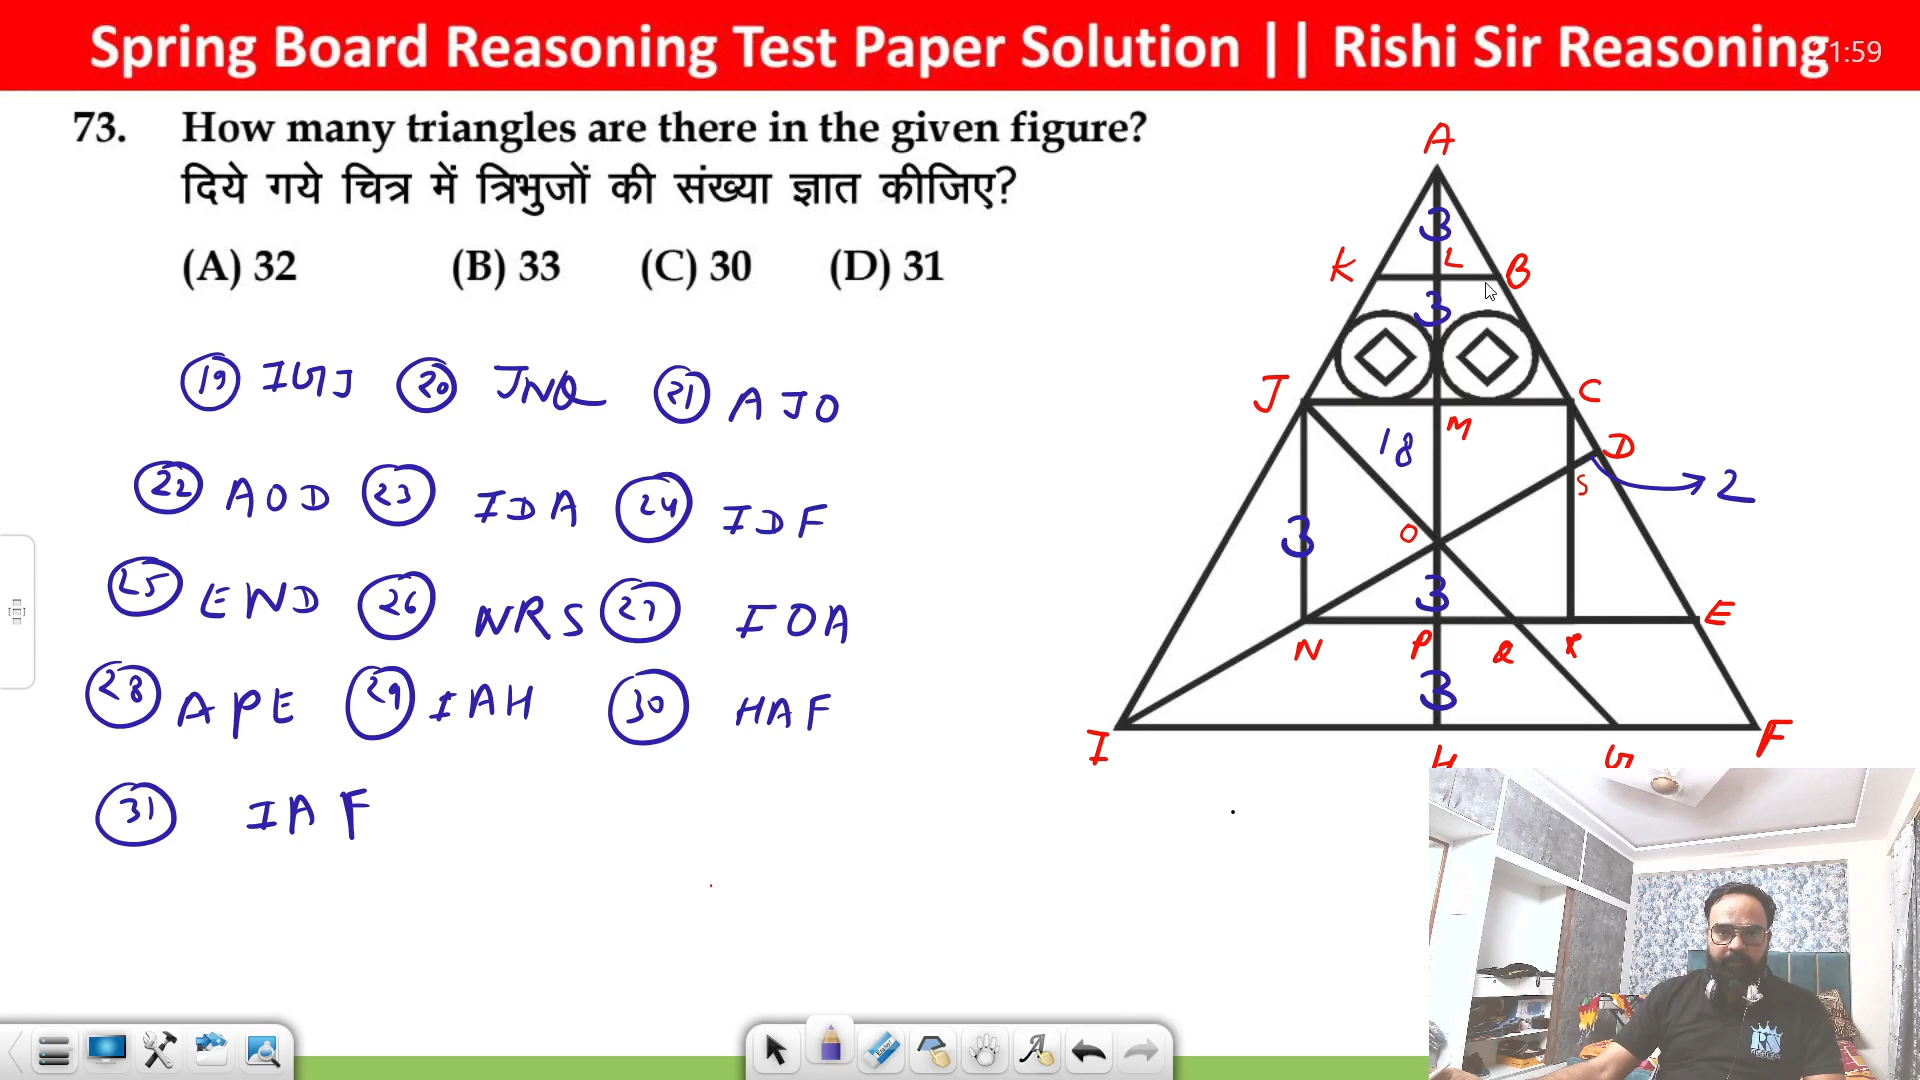 Spring Board Reasoning Test Paper Solution || Rishi Sir Reasoning
1:59
73. How many triangles are there in the given figure?
दिये गये चित्र में त्रिभुजों की संख्या ज्ञात कीजिए?
(A) 32 (B) 33 (C) 30 (D) 31
19 IGJ 20 JNQ 21 AJO
22 AOD 23 IDA 24 IDF
25 END 26 NRS 27 IOA
28 APE 29 IAH 30 HAF
31 IAF
A
3
K L B
3
J C
M
18 D
S 2
3 O
3
N P Q R E
3
I H G F